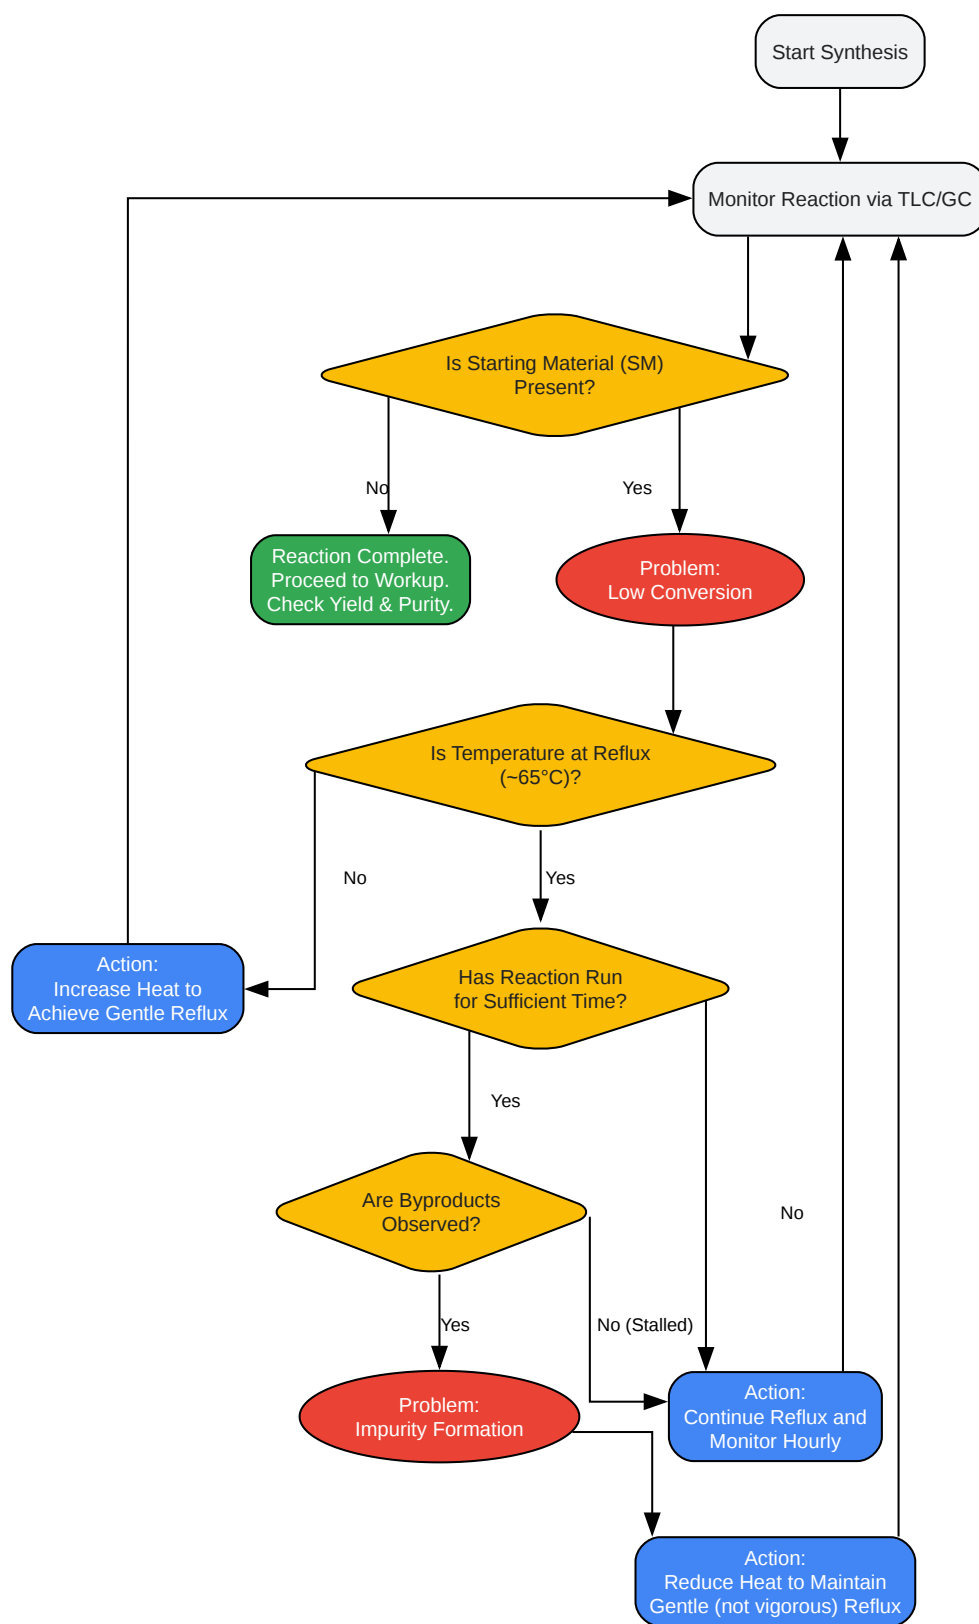 Start Synthesis
Monitor Reaction via TLC/GC
Is Starting Material (SM)
Present?
No
Yes
Reaction Complete.
Proceed to Workup.
Check Yield & Purity.
Problem:
Low Conversion
Is Temperature at Reflux
(~65°C)?
No
Yes
Action:
Increase Heat to
Achieve Gentle Reflux
Has Reaction Run
for Sufficient Time?
Yes
No
Are Byproducts
Observed?
Yes
No (Stalled)
Problem:
Impurity Formation
Action:
Continue Reflux and
Monitor Hourly
Action:
Reduce Heat to Maintain
Gentle (not vigorous) Reflux